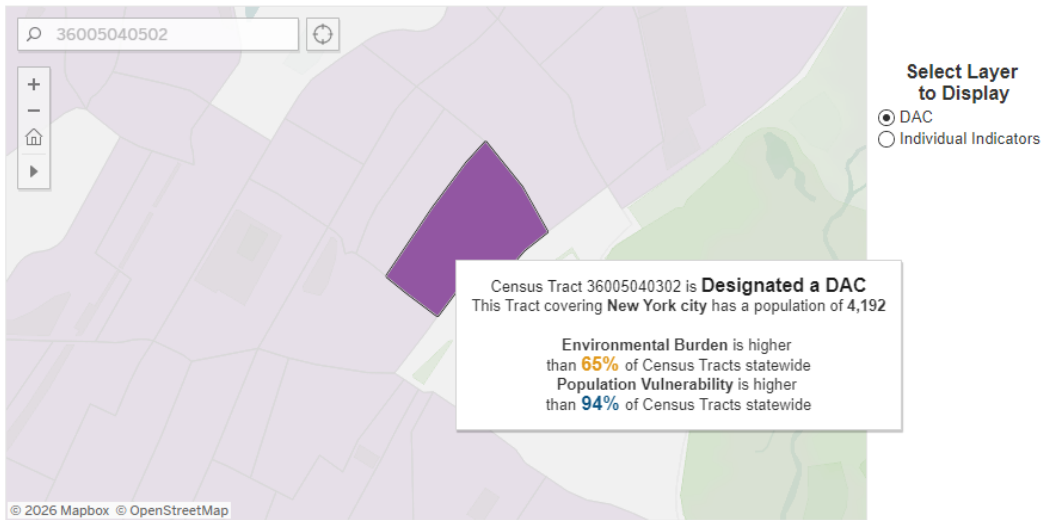 36005040502
Select Layer
to Display
DAC
Individual Indicators
Census Tract 36005040302 is Designated a DAC
This Tract covering New York city has a population of 4,192
Environmental Burden is higher
than 65% of Census Tracts statewide
Population Vulnerability is higher
than 94% of Census Tracts statewide
© 2026 Mapbox © OpenStreetMap